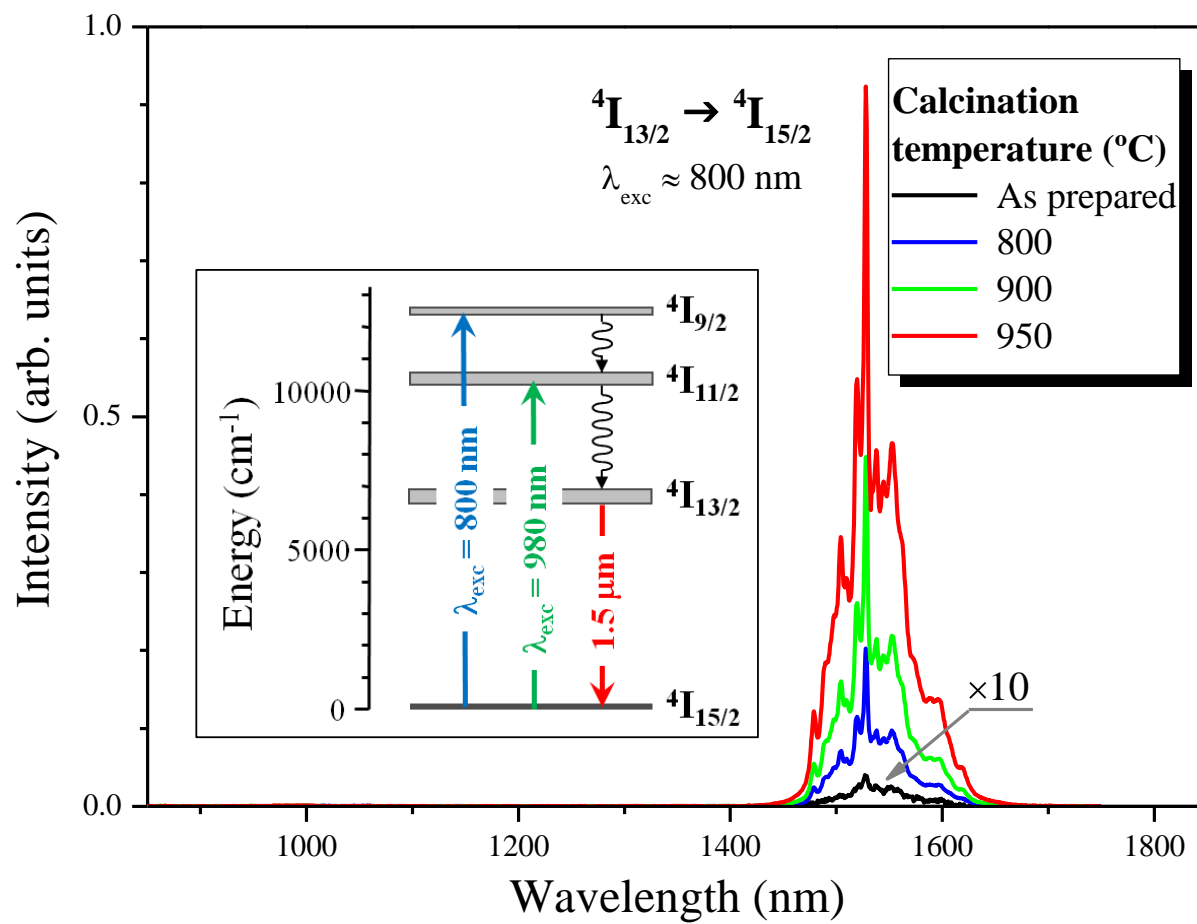 1.0
0.5
0.0
Intensity (arb. units)
⁴I₁₃/₂ → ⁴I₁₅/₂
λexc ≈ 800 nm
Calcination
temperature (ºC)
As prepared
800
900
950
Energy (cm⁻¹)
10000
5000
0
⁴I₉/₂
⁴I₁₁/₂
⁴I₁₃/₂
⁴I₁₅/₂
λexc = 800 nm
λexc = 980 nm
1.5 μm
×10
1000
1200
1400
1600
1800
Wavelength (nm)